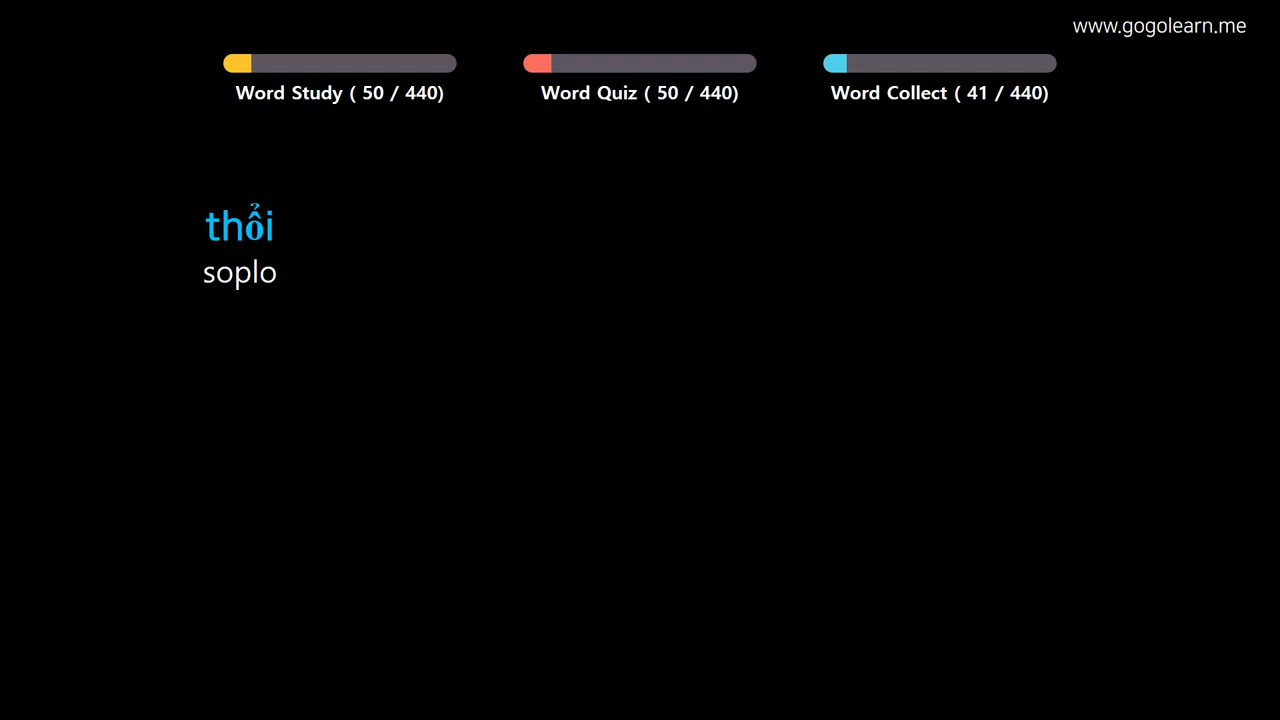 www.gogolearn.me
Word Study ( 50 / 440)
Word Quiz ( 50 / 440)
Word Collect ( 41 / 440)
thổi
soplo